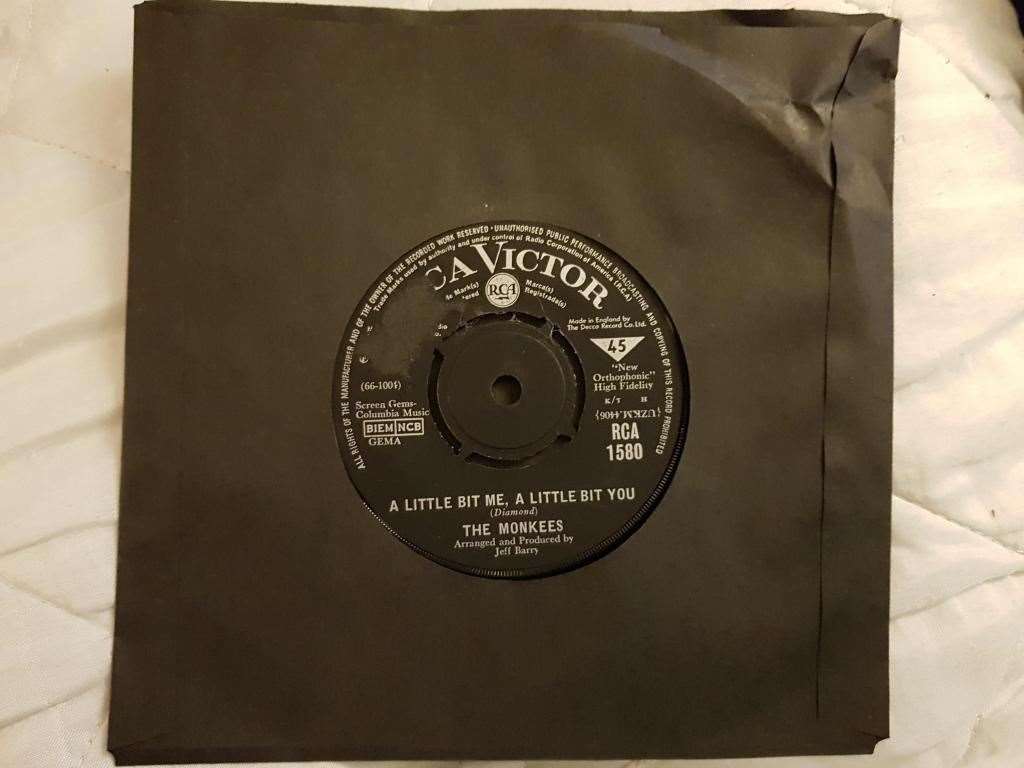 ALL RIGHTS OF THE MANUFACTURER AND OF THE OWNER OF THE RECORDED WORK RESERVED · UNAUTHORISED PUBLIC PERFORMANCE BROADCASTING AND COPYING OF THIS RECORD PROHIBITED
Trade Marks used by authority and under control of Radio Corporation of America (RCA)
CA VICTOR
Mark(s)
RCA
Marca(s)
Registrada(s)
Made in England by
The Decca Record Co. Ltd.
45
"New
Orthophonic"
High Fidelity
(66-1004)
Screen Gems-
Columbia Music
BIEM NCB
GEMA
K/T H
{UZKM.4406}
RCA
1580
A LITTLE BIT ME, A LITTLE BIT YOU
(Diamond)
THE MONKEES
Arranged and Produced by
Jeff Barry